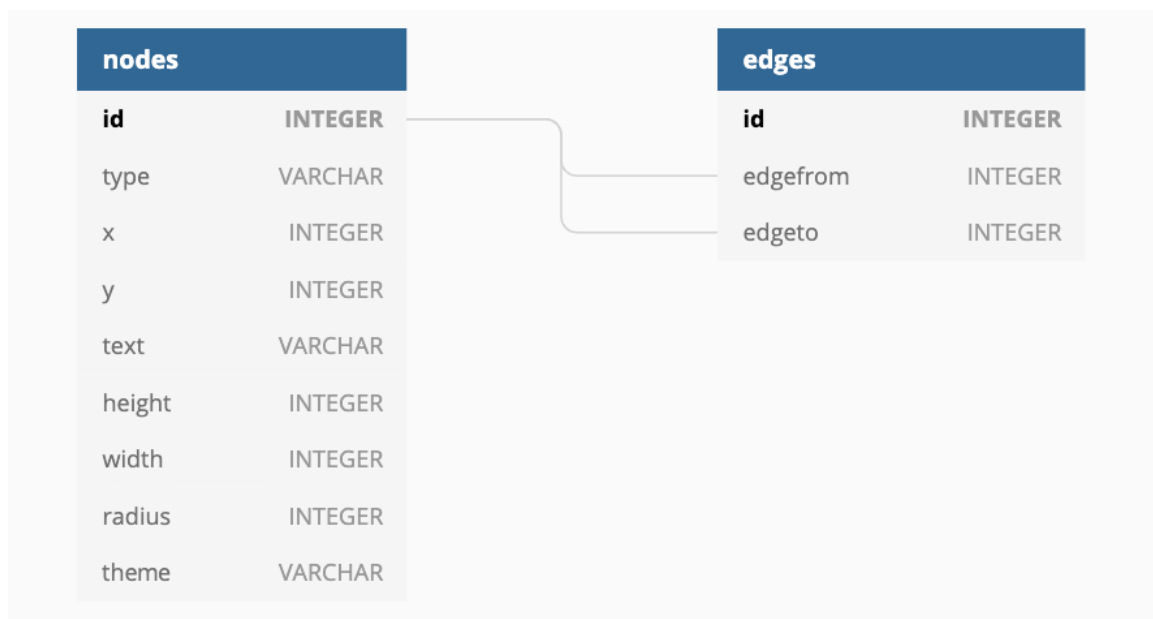 nodes
id INTEGER
type VARCHAR
x INTEGER
y INTEGER
text VARCHAR
height INTEGER
width INTEGER
radius INTEGER
theme VARCHAR
edges
id INTEGER
edgefrom INTEGER
edgeto INTEGER